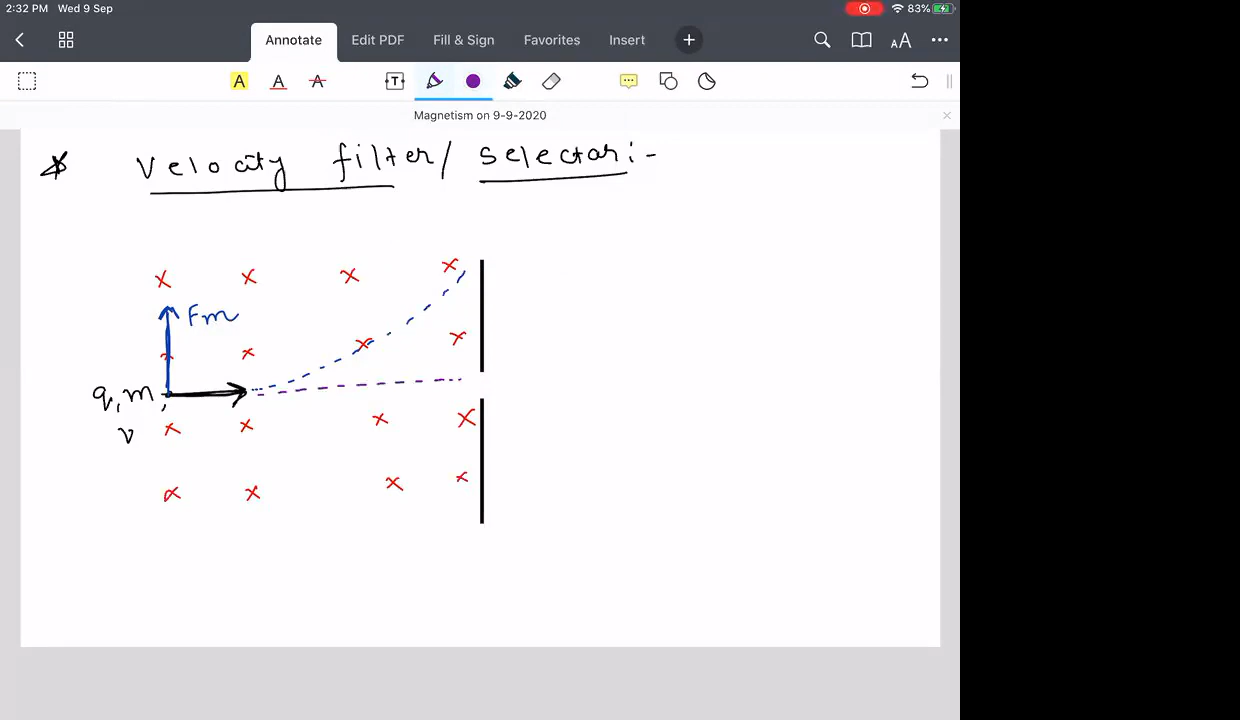 2:32 PM Wed 9 Sep 83%
Annotate Edit PDF Fill & Sign Favorites Insert
A A A T
Magnetism on 9-9-2020
Velocity filter/ selector:-
x x x x
Fm
x x x x
q, m,
v
x x x x
x x x x